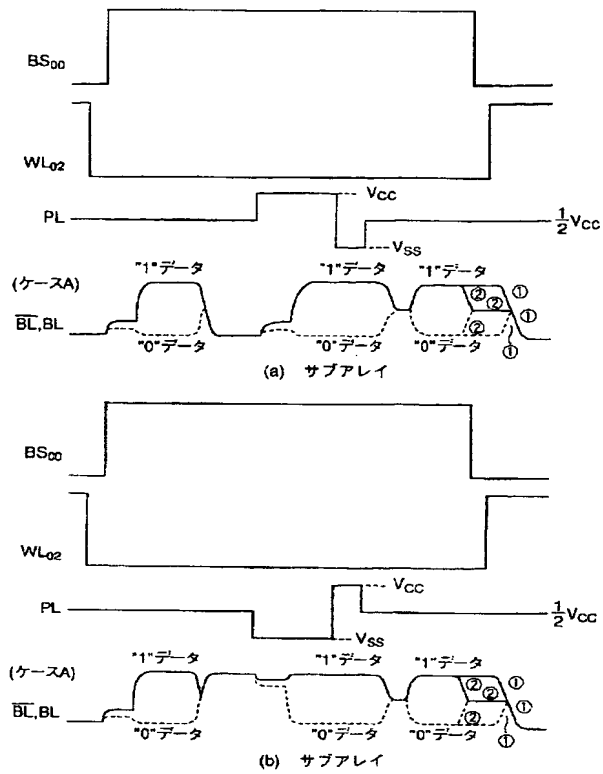 BS00
WL02
VCC
PL
1/2 VCC
VSS
"1"データ "1"データ "1"データ
(ケースA)
② ② ①
①
BL,BL
②
"0"データ "0"データ "0"データ ①
(a) サブアレイ
BS00
WL02
VCC
PL
1/2 VCC
VSS
"1"データ "1"データ "1"データ
(ケースA)
② ② ①
①
BL,BL
②
"0"データ "0"データ "0"データ ①
(b) サブアレイ